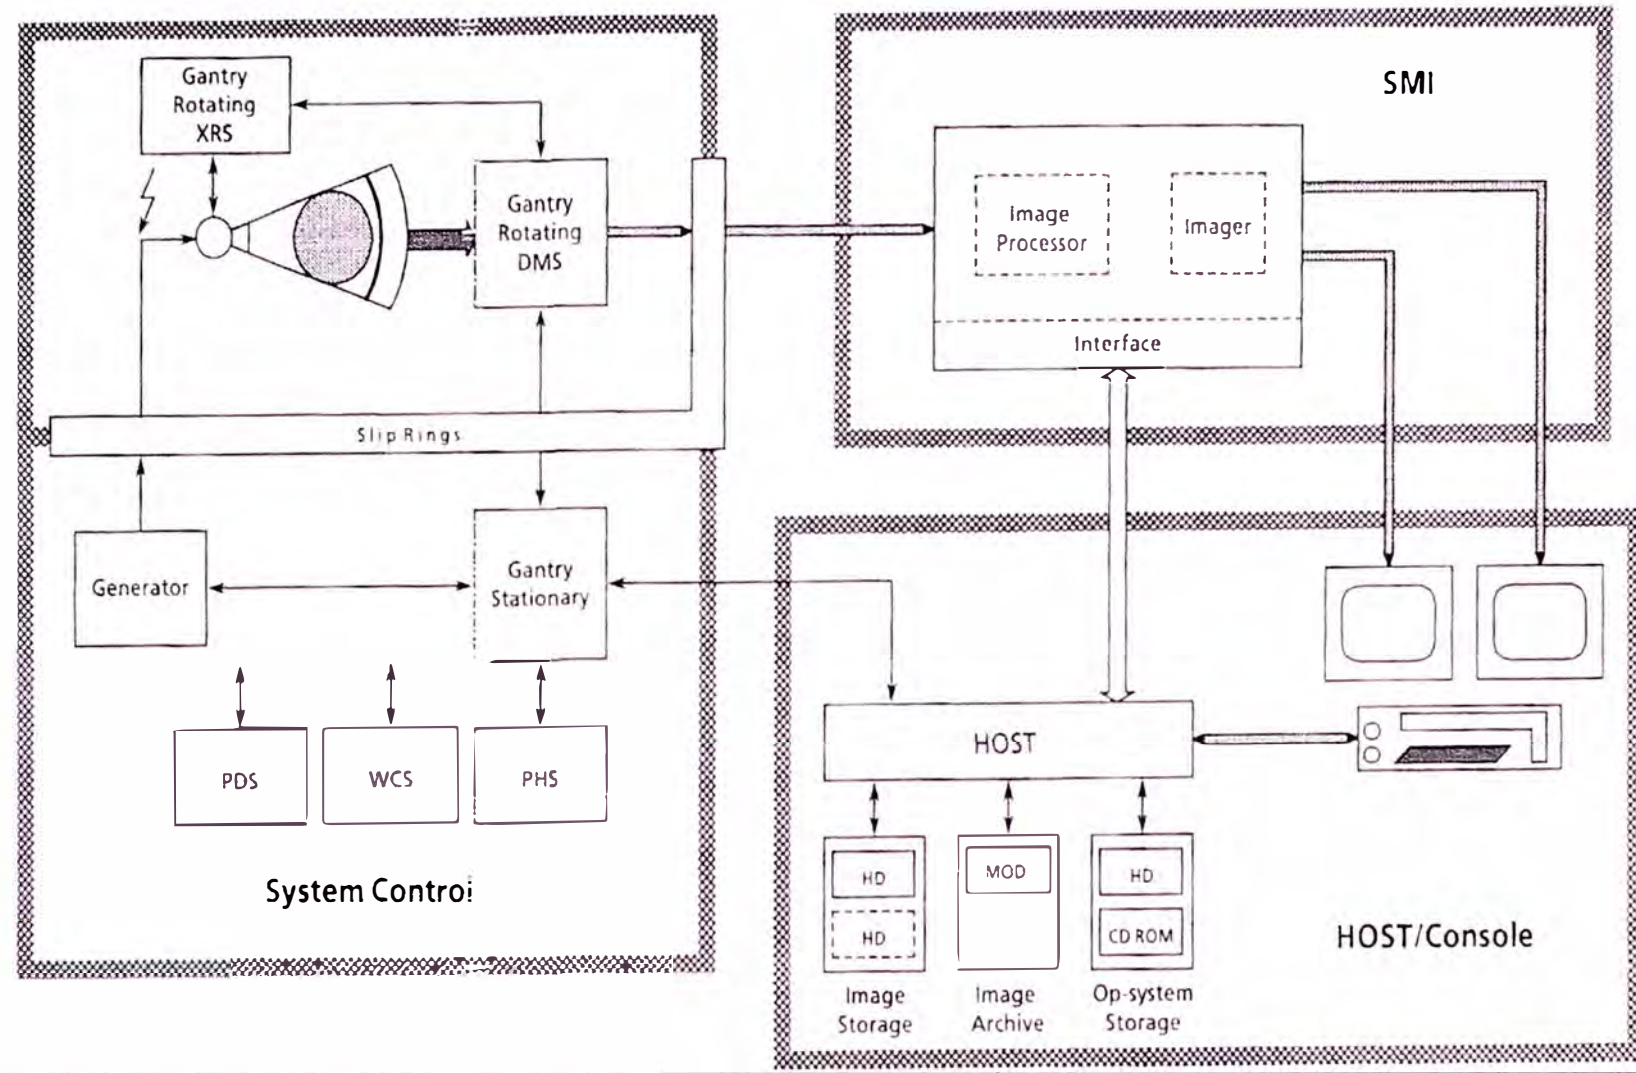 Gantry
Rotating
XRS
Gantry
Rotating
DMS
Slip Rings
Generator
Gantry
Stationary
PDS
WCS
PHS
System Control
SMI
Image
Processor
Imager
Interface
HOST
HD
HD
MOD
HD
CD ROM
Image
Storage
Image
Archive
Op-system
Storage
HOST/Console